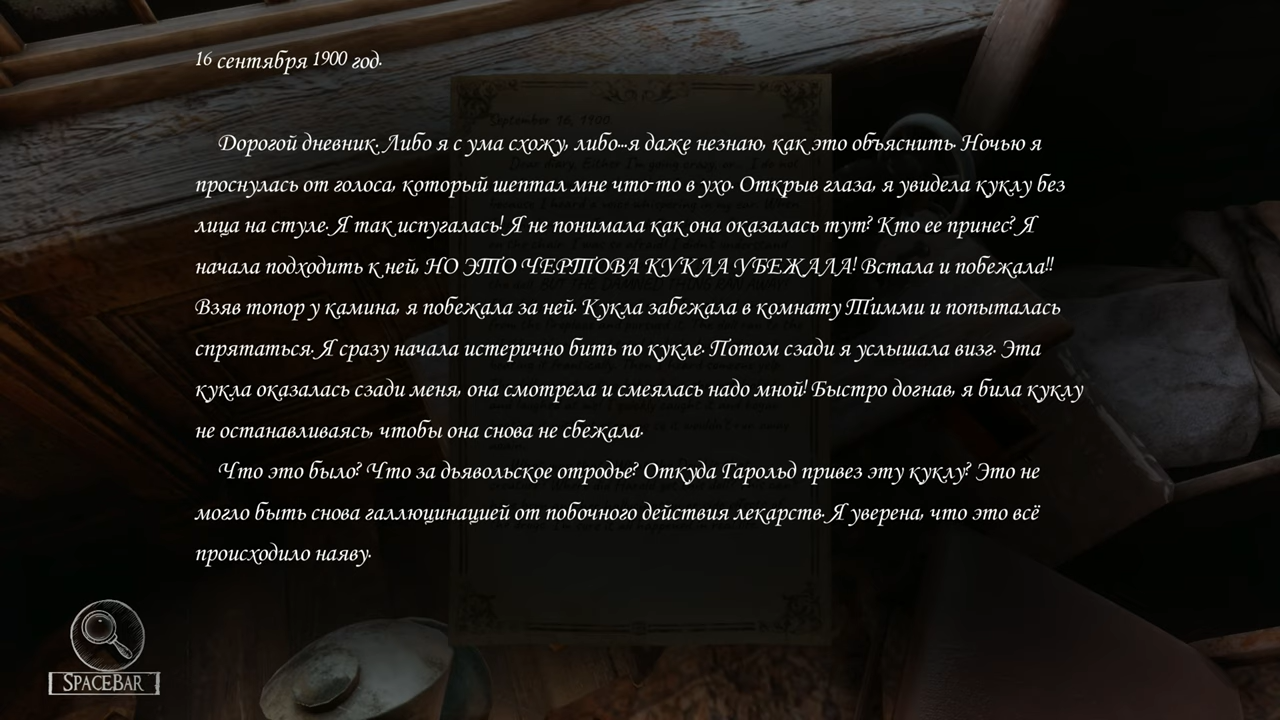 16 сентября 1900 год.
Дорогой дневник. Либо я с ума схожу, либо...я даже незнаю, как это объяснить. Ночью я
проснулась от голоса, который шептал мне что-то в ухо. Открыв глаза, я увидела куклу без
лица на стуле. Я так испугалась! Я не понимала как она оказалась тут? Кто ее принес? Я
начала подходить к ней, НО ЭТО ЧЕРТОВА КУКЛА УБЕЖАЛА! Встала и побежала!!
Взяв топор у камина, я побежала за ней. Кукла забежала в комнату Тимми и попыталась
спрятаться. Я сразу начала истерично бить по кукле. Потом сзади я услышала визг. Эта
кукла оказалась сзади меня, она смотрела и смеялась надо мной! Быстро догнав, я била куклу
не останавливаясь, чтобы она снова не сбежала.
Что это было? Что за дьявольское отродье? Откуда Гарольд привез эту куклу? Это не
могло быть снова галлюцинацией от побочного действия лекарств. Я уверена, что это всё
происходило наяву.
September 16, 1900.
SPACEBAR